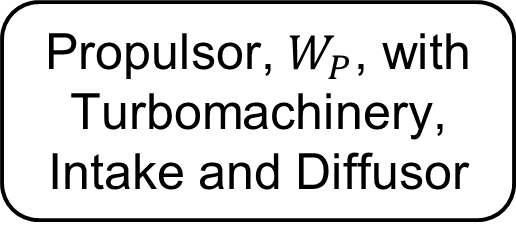 Propulsor, W_P, with
Turbomachinery,
Intake and Diffusor